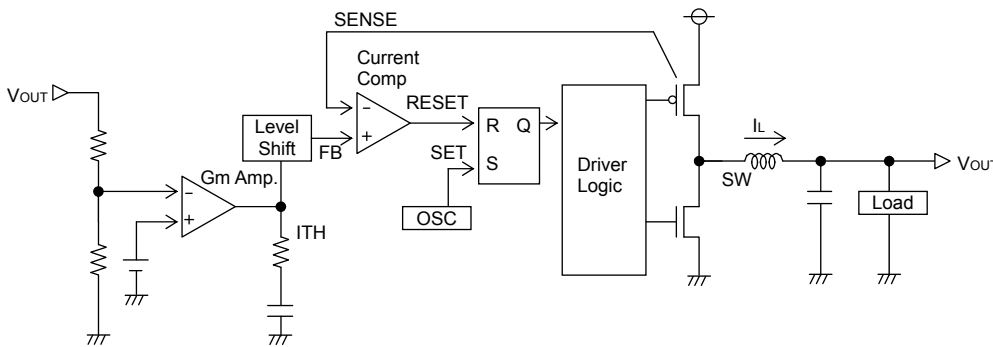 SENSE
Current
Comp
VOUT
RESET
R Q
S
Level
Shift
FB
SET
Gm Amp.
OSC
ITH
Driver
Logic
IL
SW
VOUT
Load